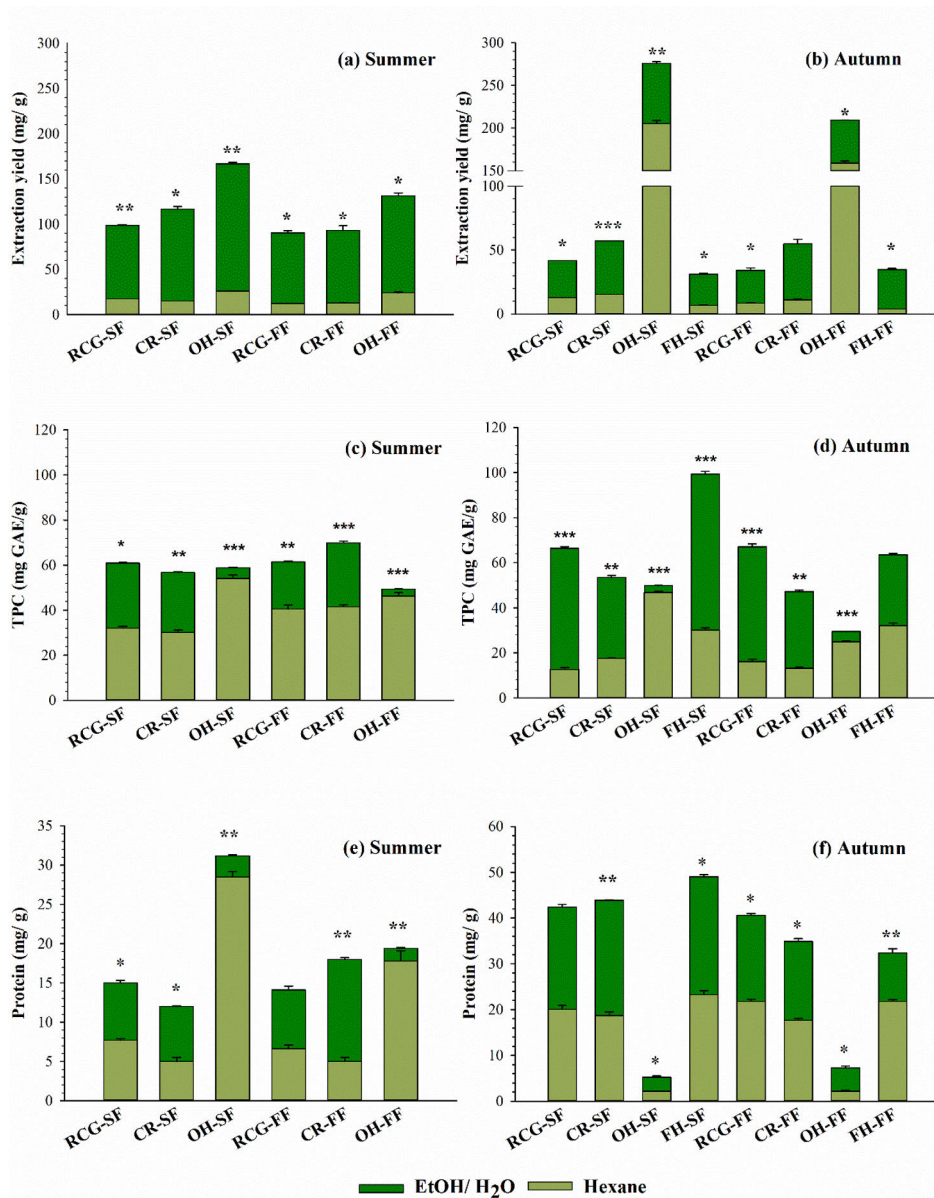 (a) Summer
Extraction yield (mg/ g)
300
250
200
150
100
50
0
** * ** * * *
RCG-SF CR-SF OH-SF RCG-FF CR-FF OH-FF
(b) Autumn
Extraction yield (mg/ g)
300
250
200
150
100
50
0
* *** ** * * * *
RCG-SF CR-SF OH-SF FH-SF RCG-FF CR-FF OH-FF FH-FF
(c) Summer
TPC (mg GAE/g)
120
100
80
60
40
20
0
* ** *** ** *** ***
RCG-SF CR-SF OH-SF RCG-FF CR-FF OH-FF
(d) Autumn
TPC (mg GAE/g)
120
100
80
60
40
20
0
*** ** *** *** *** ** ***
RCG-SF CR-SF OH-SF FH-SF RCG-FF CR-FF OH-FF FH-FF
(e) Summer
Protein (mg/ g)
35
30
25
20
15
10
5
0
* * ** ** **
RCG-SF CR-SF OH-SF RCG-FF CR-FF OH-FF
(f) Autumn
Protein (mg/ g)
60
50
40
30
20
10
0
** * * * * * **
RCG-SF CR-SF OH-SF FH-SF RCG-FF CR-FF OH-FF FH-FF
EtOH/ H₂O Hexane